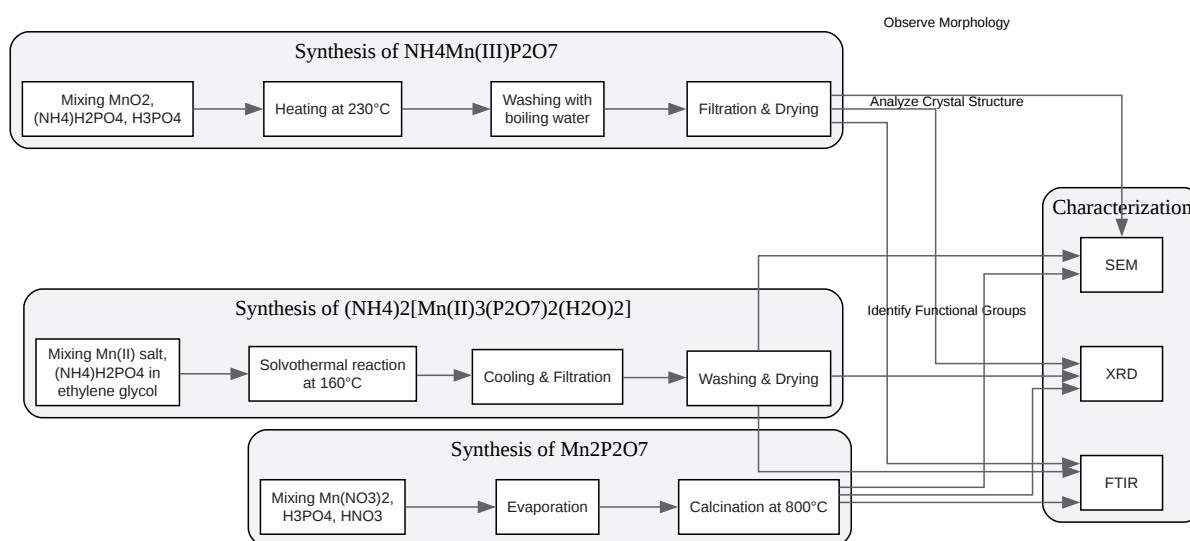 Observe Morphology
Synthesis of NH4Mn(III)P2O7
Mixing MnO2,
(NH4)H2PO4, H3PO4
Heating at 230°C
Washing with
boiling water
Filtration & Drying
Analyze Crystal Structure
Characterization
SEM
Synthesis of (NH4)2[Mn(II)3(P2O7)2(H2O)2]
Identify Functional Groups
Mixing Mn(II) salt,
(NH4)H2PO4 in
ethylene glycol
Solvothermal reaction
at 160°C
Cooling & Filtration
Washing & Drying
XRD
Synthesis of Mn2P2O7
Mixing Mn(NO3)2,
H3PO4, HNO3
Evaporation
Calcination at 800°C
FTIR